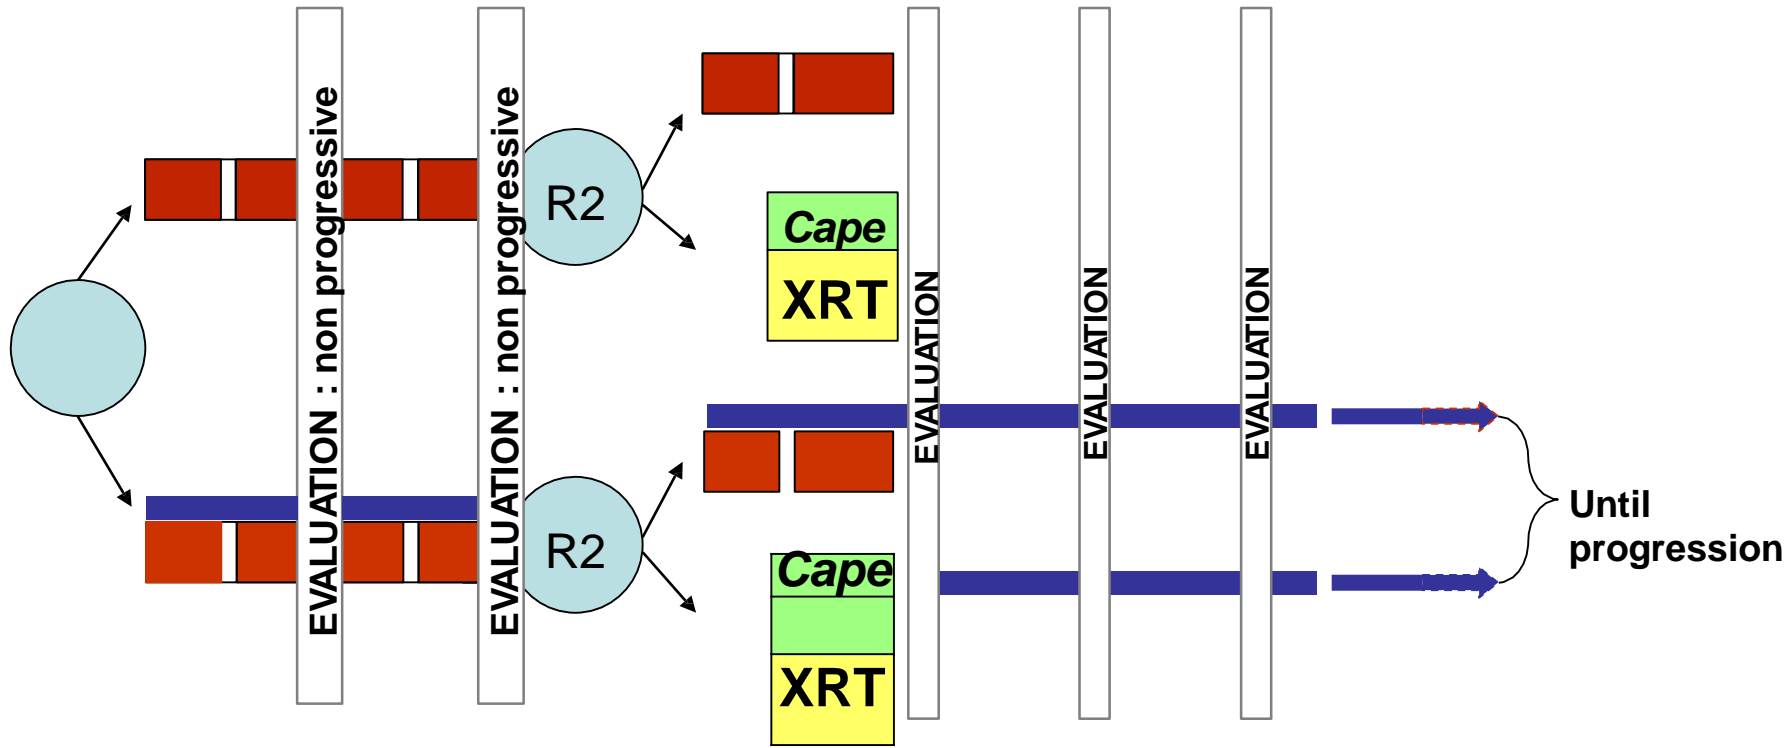 EVALUATION : non progressive
EVALUATION : non progressive
R2
Cape
XRT
R2
Cape
XRT
EVALUATION
EVALUATION
EVALUATION
Until
progression